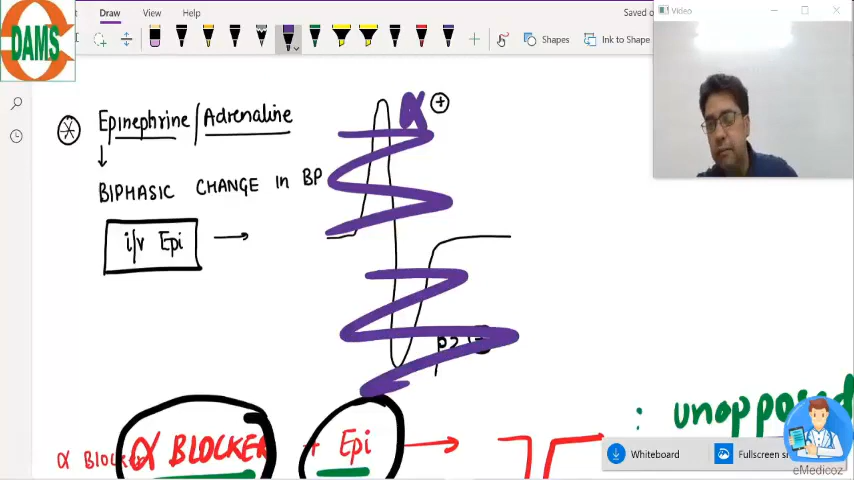 Draw View Help Saved on
Video
DAMS
Shapes Ink to Shape
Epinephrine/Adrenaline
α +
BIPHASIC CHANGE IN BP
i/v Epi
β2
: unopposed
α BLOCKER + Epi
α Blocker
Whiteboard Fullscreen s
eMedicoz